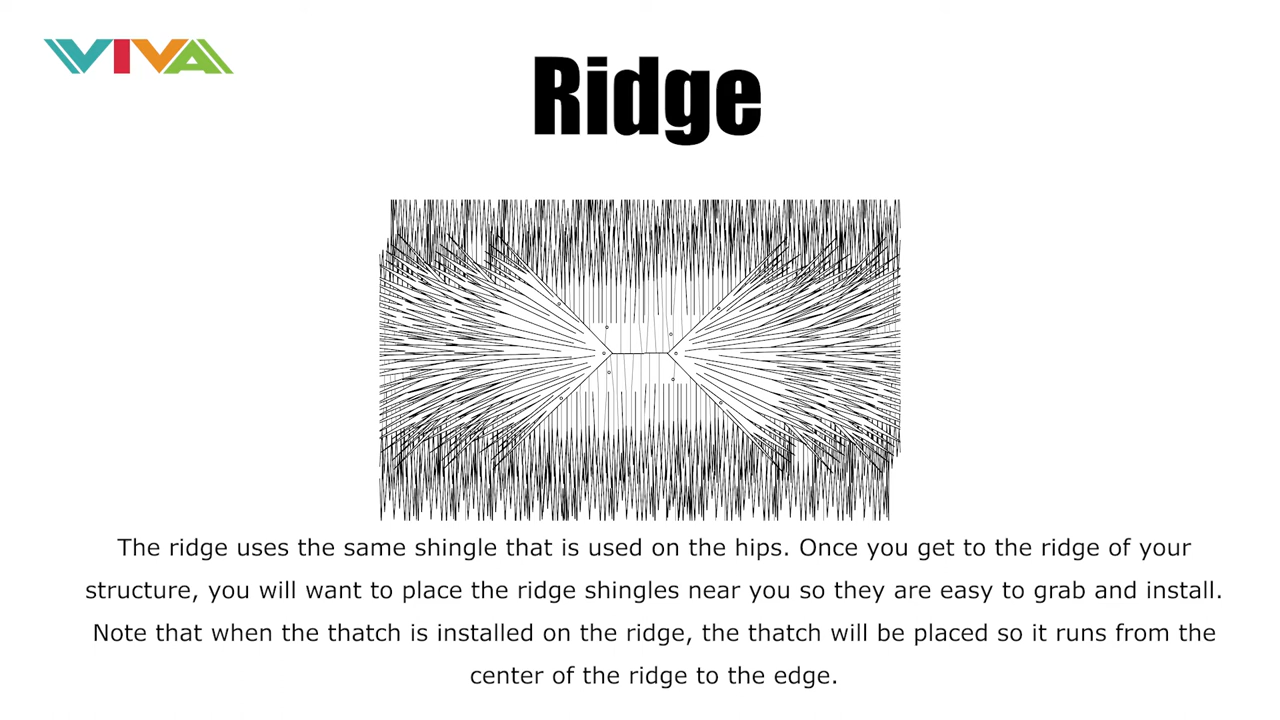 VIVA
Ridge
The ridge uses the same shingle that is used on the hips. Once you get to the ridge of your
structure, you will want to place the ridge shingles near you so they are easy to grab and install.
Note that when the thatch is installed on the ridge, the thatch will be placed so it runs from the
center of the ridge to the edge.